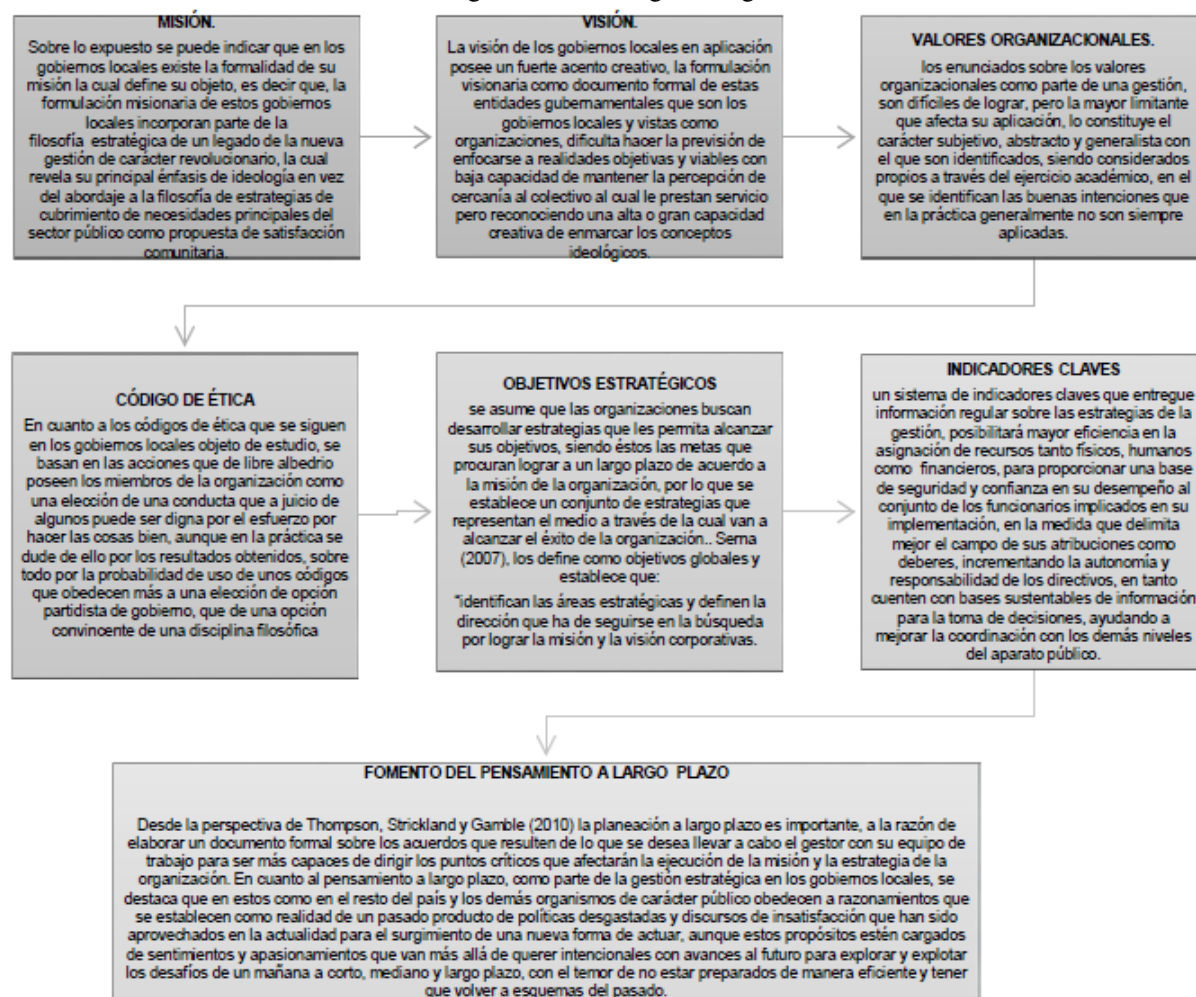 MISIÓN.
Sobre lo expuesto se puede indicar que en los
gobiernos locales existe la formalidad de su
misión la cual define su objeto, es decir que, la
formulación misionaria de estos gobiernos
locales incorporan parte de la
filosofía estratégica de un legado de la nueva
gestión de carácter revolucionario, la cual
revela su principal énfasis de ideología en vez
del abordaje a la filosofía de estrategias de
cubrimiento de necesidades principales del
sector público como propuesta de satisfacción
comunitaria.
VISIÓN.
La visión de los gobiernos locales en aplicación
posee un fuerte acento creativo, la formulación
visionaria como documento formal de estas
entidades gubernamentales que son los
gobiernos locales y vistas como
organizaciones, dificulta hacer la previsión de
enfocarse a realidades objetivas y viables con
baja capacidad de mantener la percepción de
cercanía al colectivo al cual le prestan servicio
pero reconociendo una alta o gran capacidad
creativa de enmarcar los conceptos
ideológicos.
VALORES ORGANIZACIONALES.
los enunciados sobre los valores
organizacionales como parte de una gestión,
son difíciles de lograr, pero la mayor limitante
que afecta su aplicación, lo constituye el
carácter subjetivo, abstracto y generalista con
el que son identificados, siendo considerados
propios a través del ejercicio académico, en el
que se identifican las buenas intenciones que
en la práctica generalmente no son siempre
aplicadas.
CÓDIGO DE ÉTICA
En cuanto a los códigos de ética que se siguen
en los gobiernos locales objeto de estudio, se
basan en las acciones que de libre albedrio
poseen los miembros de la organización como
una elección de una conducta que a juicio de
algunos puede ser digna por el esfuerzo por
hacer las cosas bien, aunque en la práctica se
dude de ello por los resultados obtenidos, sobre
todo por la probabilidad de uso de unos códigos
que obedecen más a una elección de opción
partidista de gobierno, que de una opción
convincente de una disciplina filosófica
OBJETIVOS ESTRATÉGICOS
se asume que las organizaciones buscan
desarrollar estrategias que les permita alcanzar
sus objetivos, siendo éstos las metas que
procuran lograr a un largo plazo de acuerdo a
la misión de la organización, por lo que se
establece un conjunto de estrategias que
representan el medio a través de la cual van a
alcanzar el éxito de la organización.. Serna
(2007), los define como objetivos globales y
establece que:
"identifican las áreas estratégicas y definen la
dirección que ha de seguirse en la búsqueda
por lograr la misión y la visión corporativas.
INDICADORES CLAVES
un sistema de indicadores claves que entregue
información regular sobre las estrategias de la
gestión, posibilitará mayor eficiencia en la
asignación de recursos tanto físicos, humanos
como financieros, para proporcionar una base
de seguridad y confianza en su desempeño al
conjunto de los funcionarios implicados en su
implementación, en la medida que delimita
mejor el campo de sus atribuciones como
deberes, incrementando la autonomía y
responsabilidad de los directivos, en tanto
cuenten con bases sustentables de información
para la toma de decisiones, ayudando a
mejorar la coordinación con los demás niveles
del aparato público.
FOMENTO DEL PENSAMIENTO A LARGO PLAZO
Desde la perspectiva de Thompson, Strickland y Gamble (2010) la planeación a largo plazo es importante, a la razón de
elaborar un documento formal sobre los acuerdos que resulten de lo que se desea llevar a cabo el gestor con su equipo de
trabajo para ser más capaces de dirigir los puntos críticos que afectarán la ejecución de la misión y la estrategia de la
organización. En cuanto al pensamiento a largo plazo, como parte de la gestión estratégica en los gobiernos locales, se
destaca que en estos como en el resto del país y los demás organismos de carácter público obedecen a razonamientos que
se establecen como realidad de un pasado producto de políticas desgastadas y discursos de insatisfacción que han sido
aprovechados en la actualidad para el surgimiento de una nueva forma de actuar, aunque estos propósitos estén cargados
de sentimientos y apasionamientos que van más allá de querer intencionales con avances al futuro para explorar y explotar
los desafíos de un mañana a corto, mediano y largo plazo, con el temor de no estar preparados de manera eficiente y tener
que volver a esquemas del pasado.